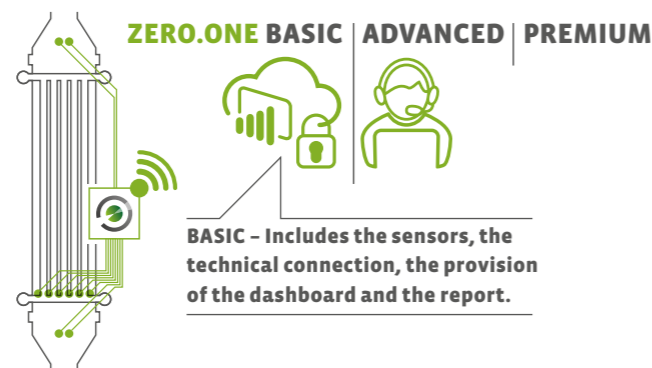 ZERO.ONE BASIC | ADVANCED | PREMIUM
BASIC – Includes the sensors, the
technical connection, the provision
of the dashboard and the report.